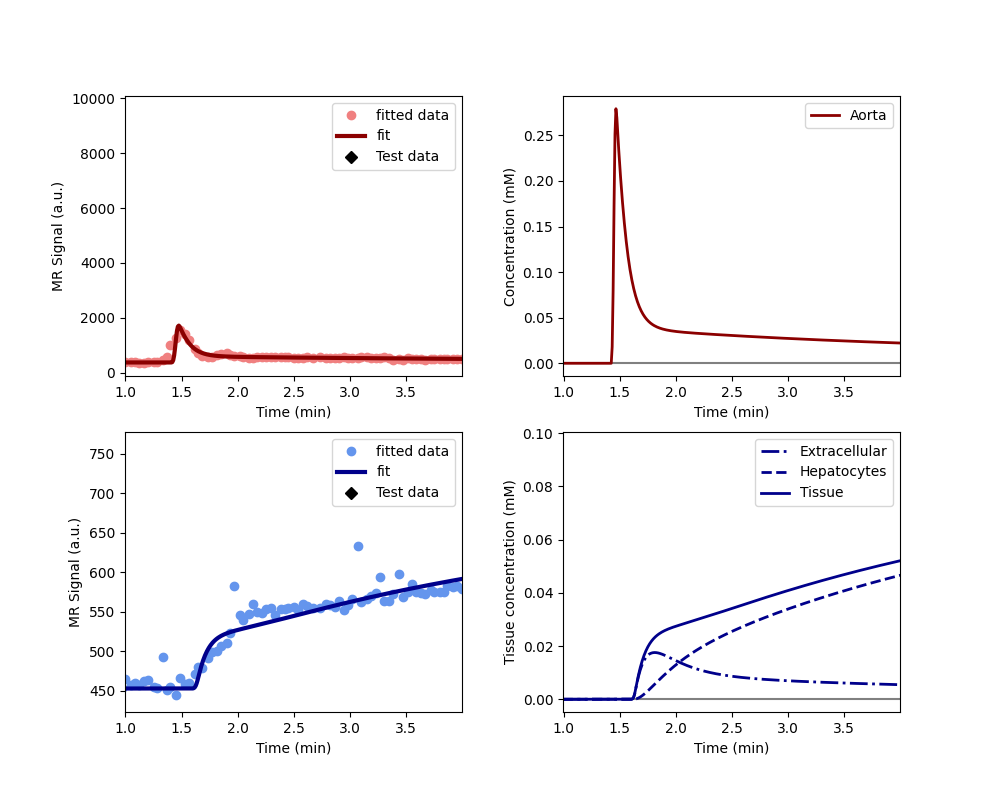 10000
8000
6000
4000
2000
0
MR Signal (a.u.)
fitted data
fit
Test data
1.0 1.5 2.0 2.5 3.0 3.5
Time (min)
0.25
0.20
0.15
0.10
0.05
0.00
Concentration (mM)
Aorta
1.0 1.5 2.0 2.5 3.0 3.5
Time (min)
750
700
650
600
550
500
450
MR Signal (a.u.)
fitted data
fit
Test data
1.0 1.5 2.0 2.5 3.0 3.5
Time (min)
0.10
0.08
0.06
0.04
0.02
0.00
Tissue concentration (mM)
Extracellular
Hepatocytes
Tissue
1.0 1.5 2.0 2.5 3.0 3.5
Time (min)